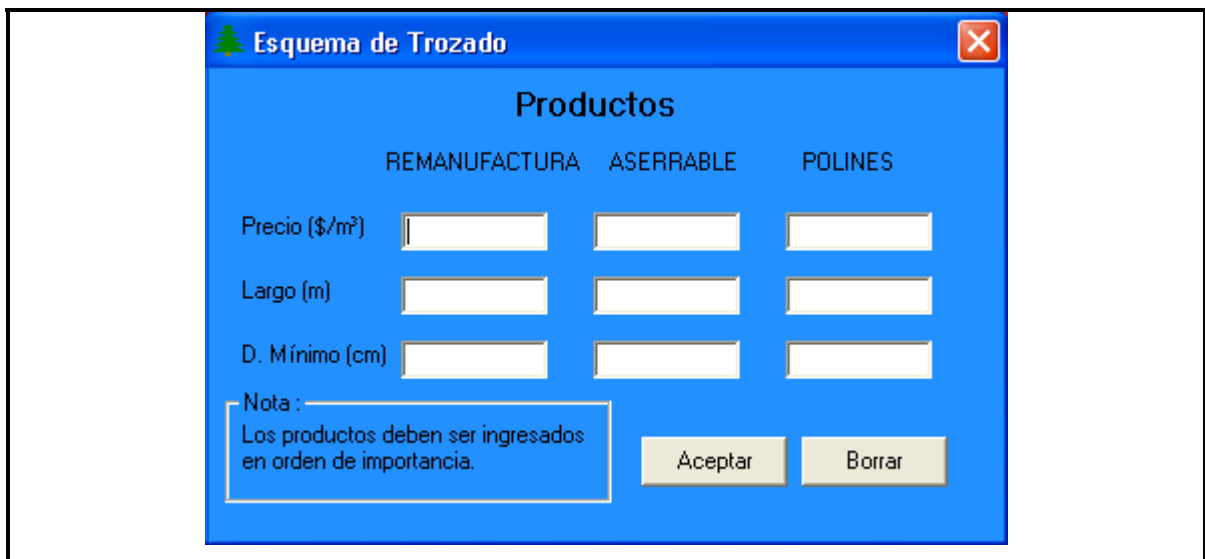 Esquema de Trozado
Productos
REMANUFACTURA ASERRABLE POLINES
Precio ($/m³)
Largo (m)
D. Mínimo (cm)
Nota :
Los productos deben ser ingresados
en orden de importancia.
Aceptar Borrar